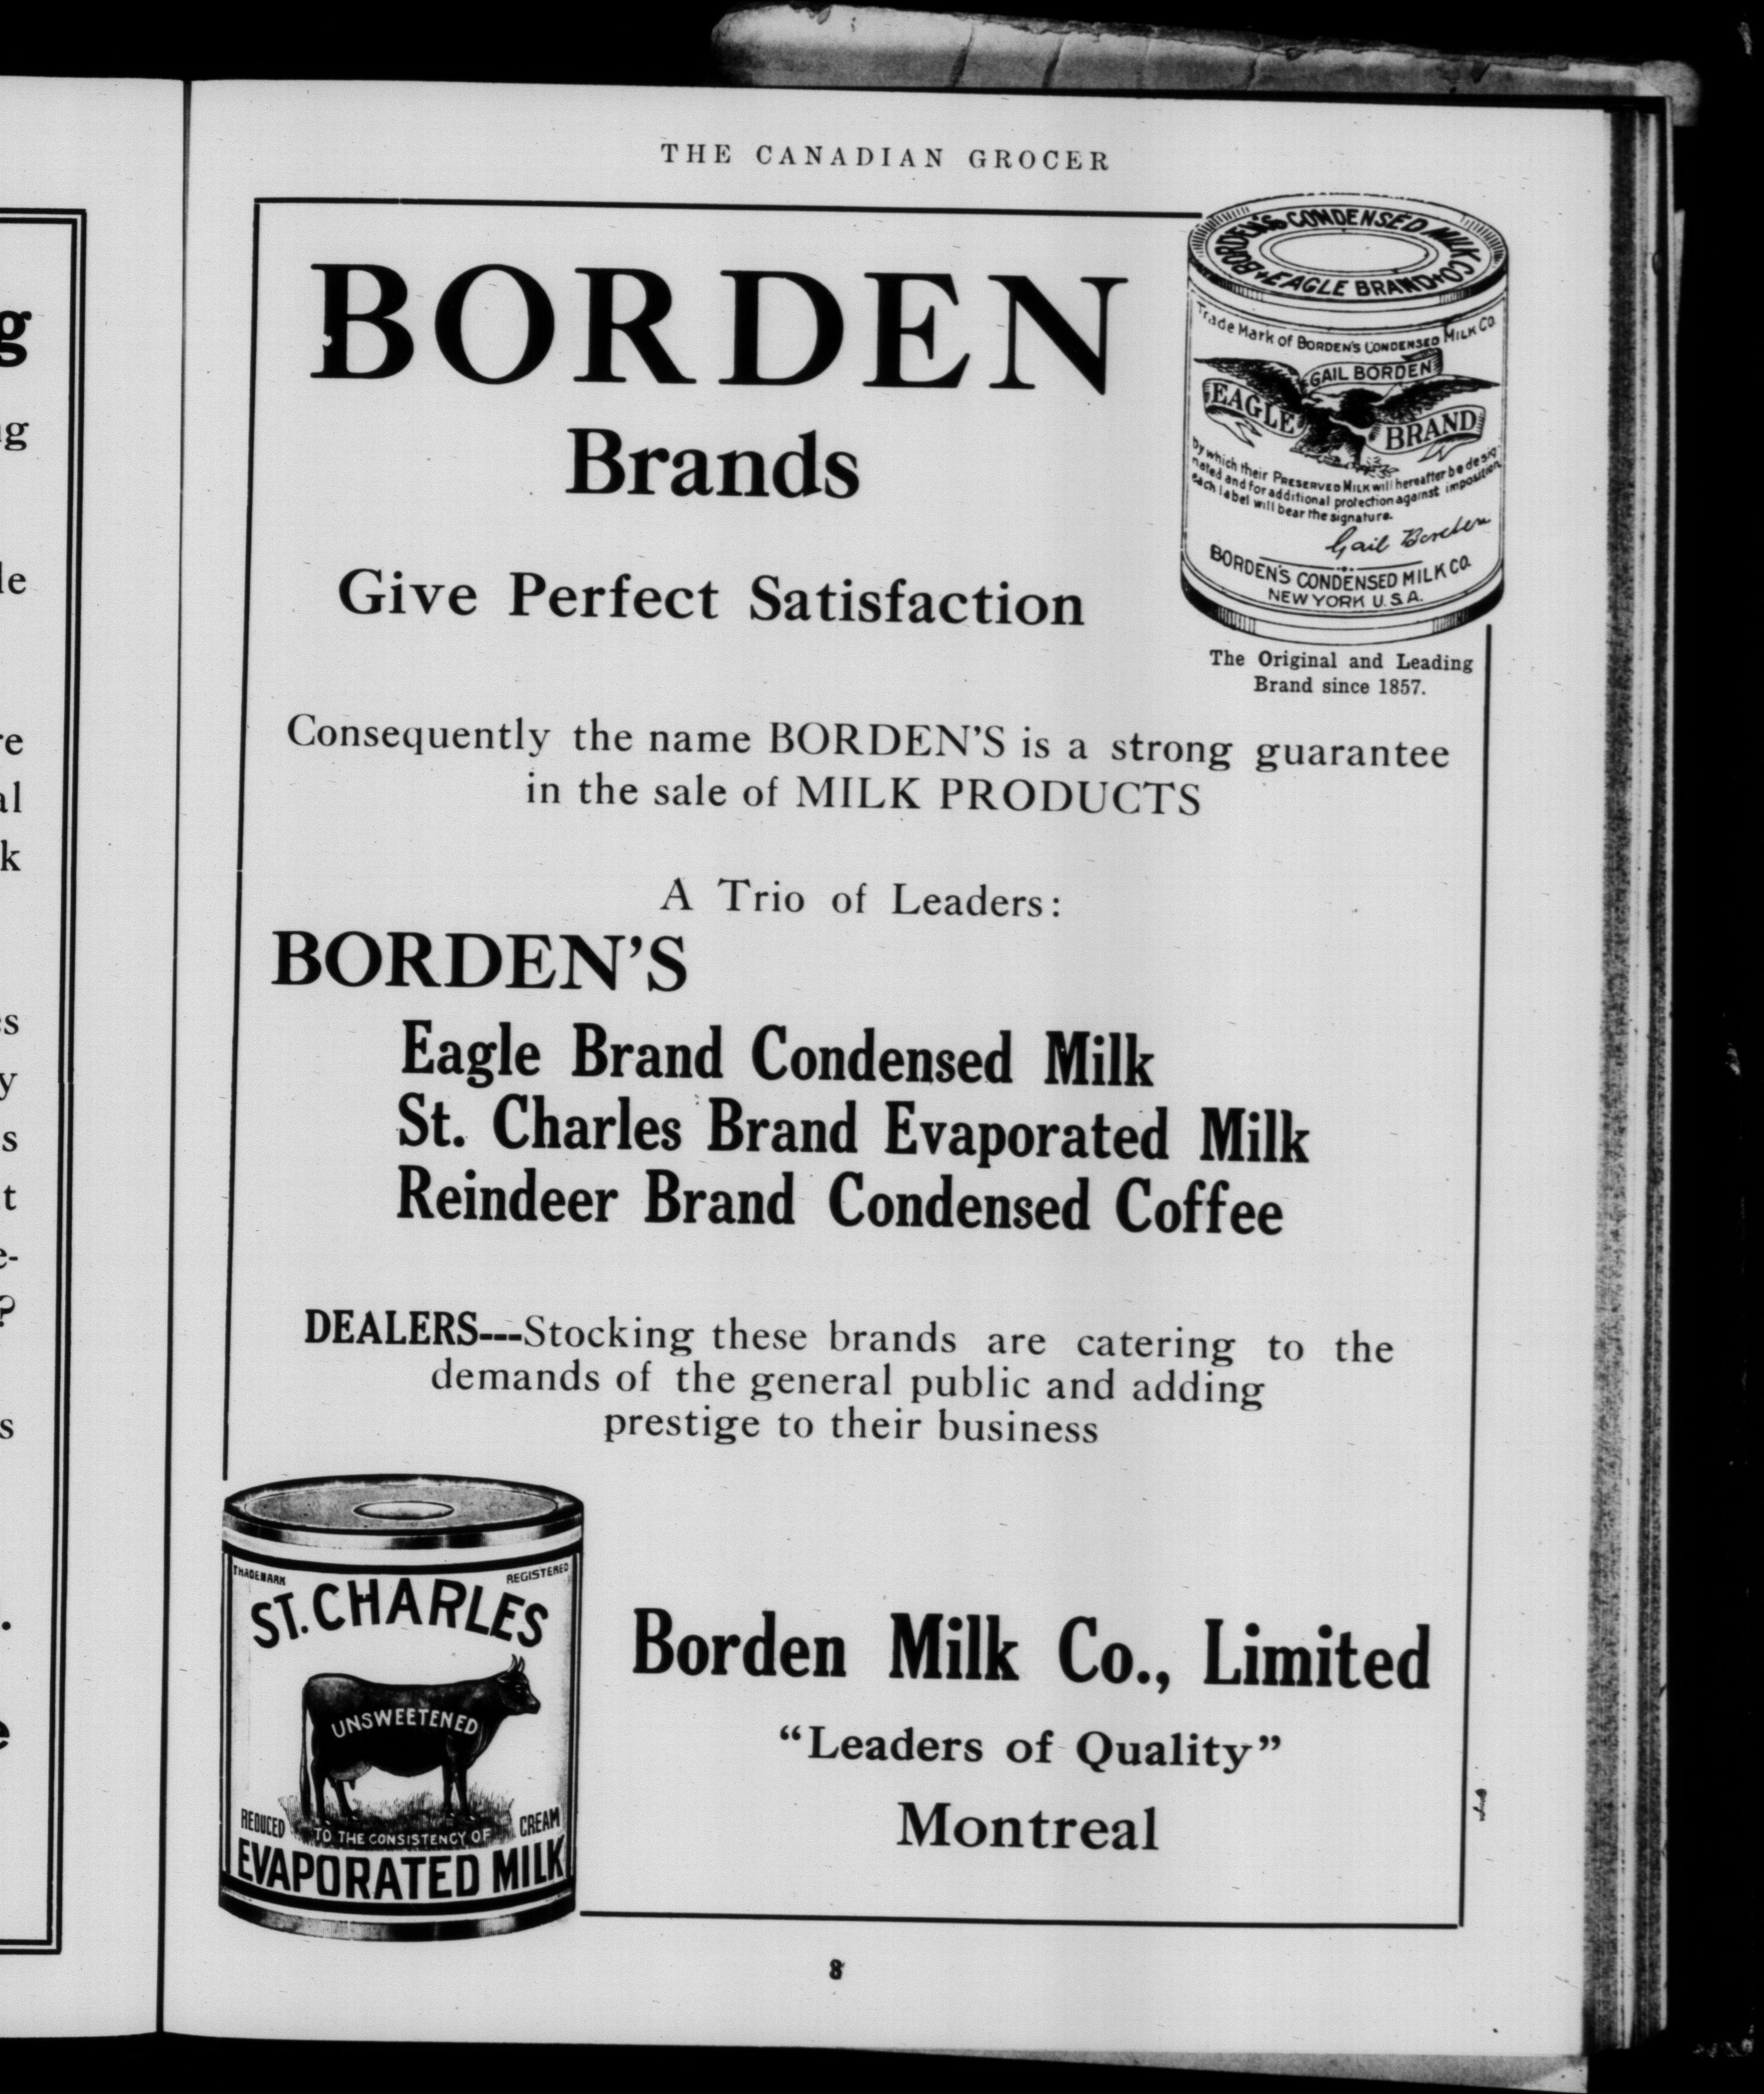 THE CANADIAN GROCER
BORDEN
Brands
Give Perfect Satisfaction
BORDEN'S CONDENSED MILK CO
EAGLE BRAND
Trade Mark of BORDEN'S CONDENSED MILK CO.
GAIL BORDEN
EAGLE BRAND
By which their PRESERVED MILK will hereafter be desig
nated and for additional protection against imposition,
each label will bear the signature.
Gail Borden
BORDEN'S CONDENSED MILK CO.
NEW YORK U.S.A.
The Original and Leading
Brand since 1857.
Consequently the name BORDEN'S is a strong guarantee
in the sale of MILK PRODUCTS
A Trio of Leaders:
BORDEN'S
Eagle Brand Condensed Milk
St. Charles Brand Evaporated Milk
Reindeer Brand Condensed Coffee
DEALERS---Stocking these brands are catering to the
demands of the general public and adding
prestige to their business
TRADEMARK REGISTERED
ST. CHARLES
UNSWEETENED
REDUCED TO THE CONSISTENCY OF CREAM
EVAPORATED MILK
Borden Milk Co., Limited
"Leaders of Quality"
Montreal
8